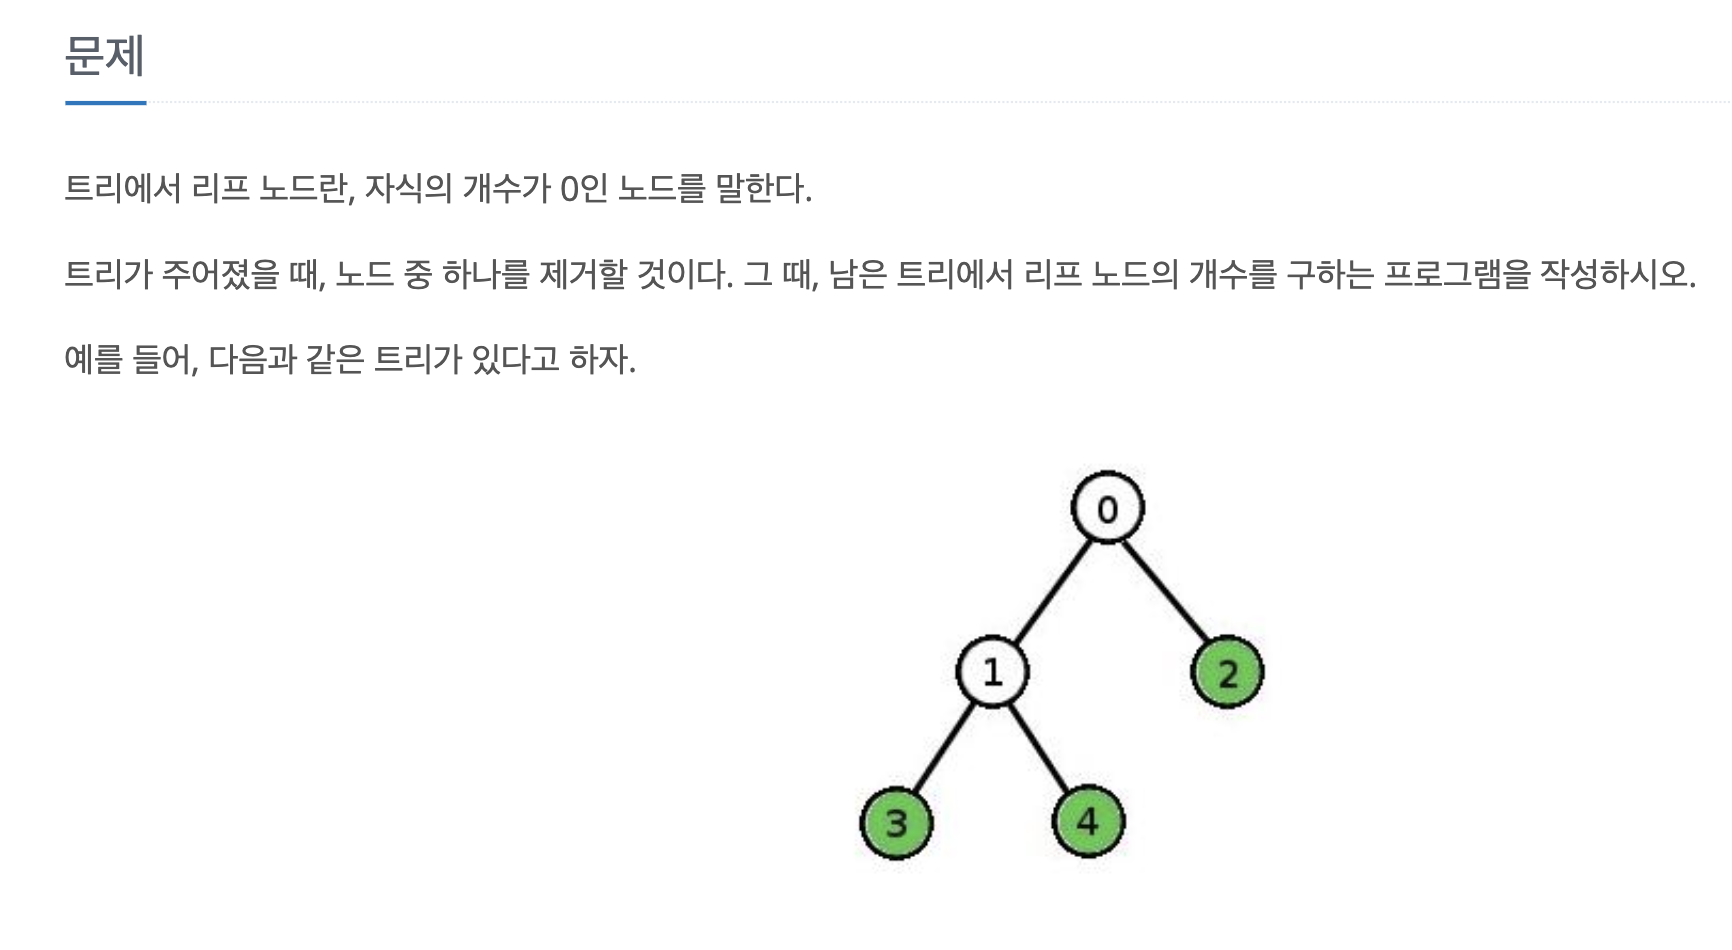 문제
트리에서 리프 노드란, 자식의 개수가 0인 노드를 말한다.
트리가 주어졌을 때, 노드 중 하나를 제거할 것이다. 그 때, 남은 트리에서 리프 노드의 개수를 구하는 프로그램을 작성하시오.
예를 들어, 다음과 같은 트리가 있다고 하자.
0
1 2
3 4